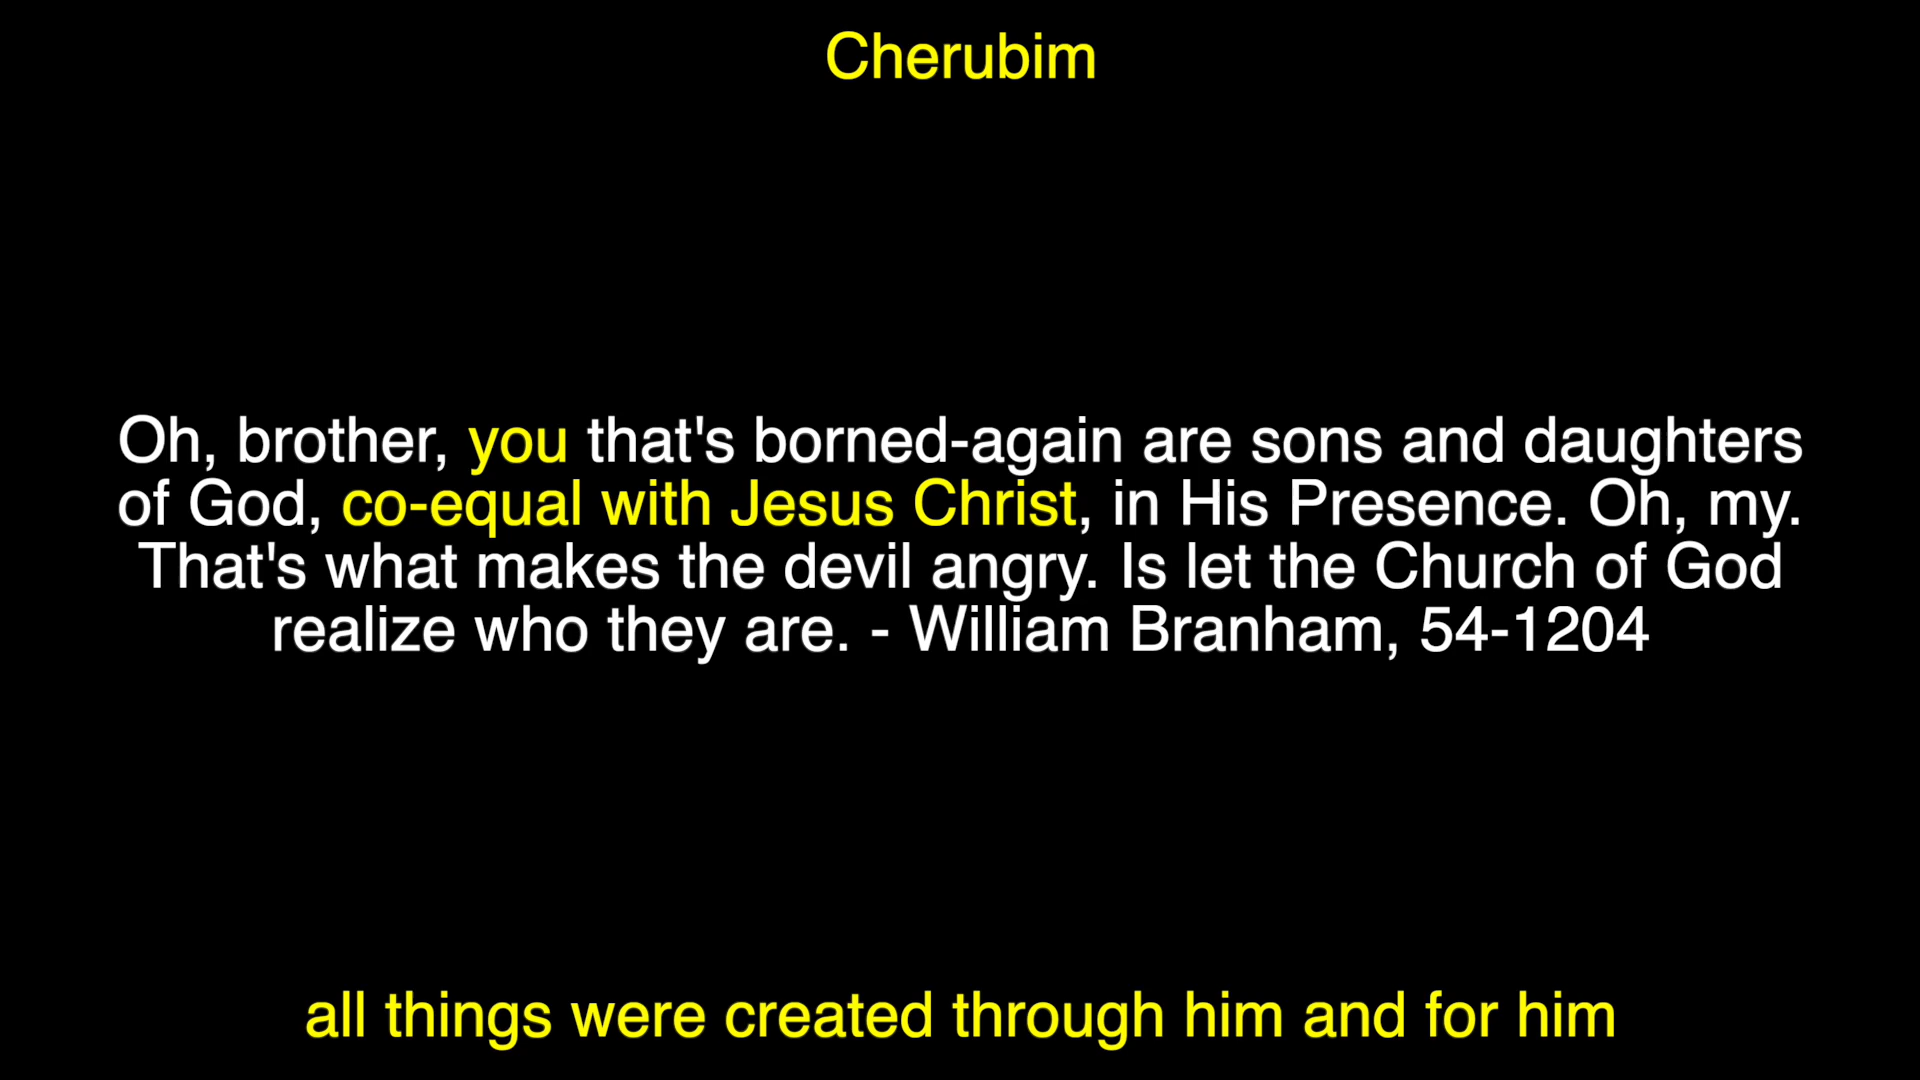 Cherubim
Oh, brother, you that's borned-again are sons and daughters
of God, co-equal with Jesus Christ, in His Presence. Oh, my.
That's what makes the devil angry. Is let the Church of God
realize who they are. - William Branham, 54-1204
all things were created through him and for him